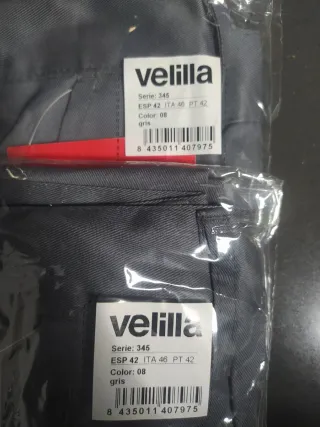 velilla
Serie: 345
ESP 42 ITA 46 PT 42
Color: 08
gris
8 435011 407975
velilla
Serie: 345
ESP 42 ITA 46 PT 42
Color: 08
gris
8 435011 407975